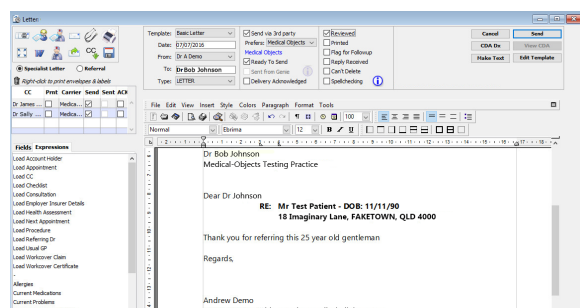 Letter
Template: Basic Letter
Date: 07/07/2016
From: Dr A Demo
To: Dr Bob Johnson
Type: LETTER
Send via 3rd party
Prefers: Medical Objects
Medical Objects
Ready To Send
Sent from Genie
Delivery Acknowledged
Reviewed
Printed
Flag for Followup
Reply Received
Can't Delete
Spellchecking
Cancel Send
CDA Dx View CDA
Make Text Edit Template
Specialist Letter Referral
Right-click to print envelopes & labels
CC Prnt Carrier Send Sent ACK
Dr James ... Medica...
Dr Sally ... Medica...
Fields Expressions
Load Account Holder
Load Appointment
Load CC
Load Checklist
Load Consultation
Load Employer Insurer Details
Load Health Assessment
Load Next Appointment
Load Procedure
Load Referring Dr
Load Usual GP
Load Workcover Claim
Load Workcover Certificate
-
Allergies
Current Medications
Current Problems
File Edit View Insert Style Colors Paragraph Format Tools
100
Normal Ebrima 12 B I U
Dr Bob Johnson
Medical-Objects Testing Practice
Dear Dr Johnson
RE: Mr Test Patient - DOB: 11/11/90
18 Imaginary Lane, FAKETOWN, QLD 4000
Thank you for referring this 25 year old gentleman
Regards,
Andrew Demo